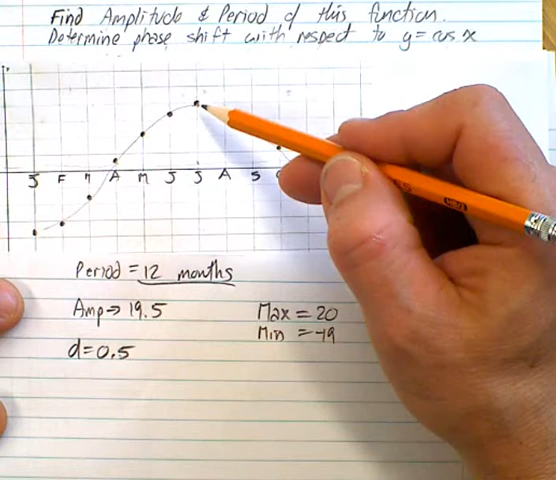 Find Amplitude & Period of this function.
Determine phase shift with respect to y = cos x
J F M A M J J A S
Period = 12 months
Amp → 19.5
Max = 20
Min = -19
d = 0.5